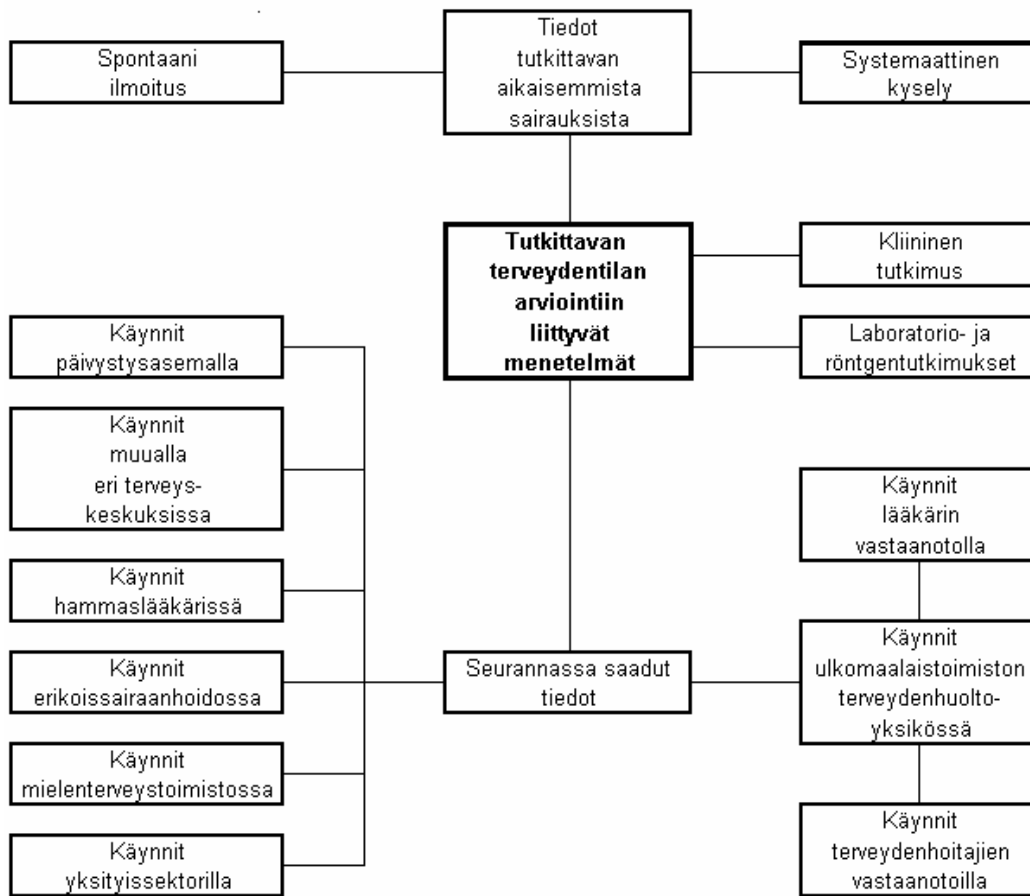 Tiedot
tutkittavan
aikaisemmista
sairauksista
Spontaani
ilmoitus
Systemaattinen
kysely
Tutkittavan
terveydentilan
arviointiin
liittyvät
menetelmät
Kliininen
tutkimus
Laboratorio- ja
röntgentutkimukset
Käynnit
päivystysasemalla
Käynnit
muualla
eri terveys-
keskuksissa
Käynnit
hammaslääkärissä
Käynnit
erikoissairaanhoidossa
Käynnit
mielenterveystoimistossa
Käynnit
yksityissektorilla
Seurannassa saadut
tiedot
Käynnit
lääkärin
vastaanotolla
Käynnit
ulkomaalaistoimiston
terveydenhuolto-
yksikössä
Käynnit
terveydenhoitajien
vastaanotoilla